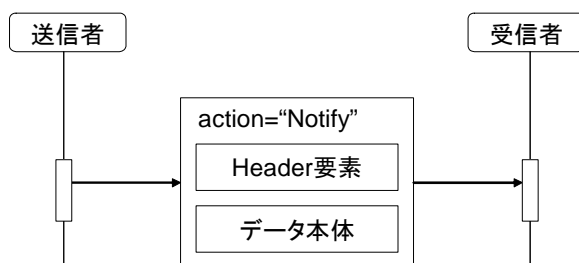 送信者
受信者
action=“Notify”
Header要素
データ本体